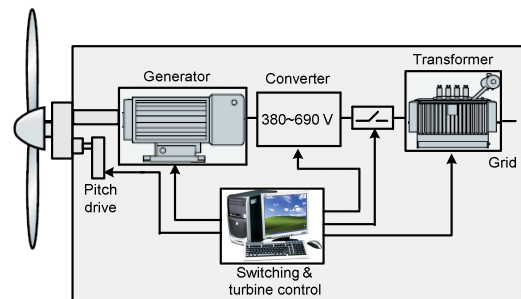 Transformer
Generator
Converter
380~690 V
Grid
Pitch
drive
Switching &
turbine control